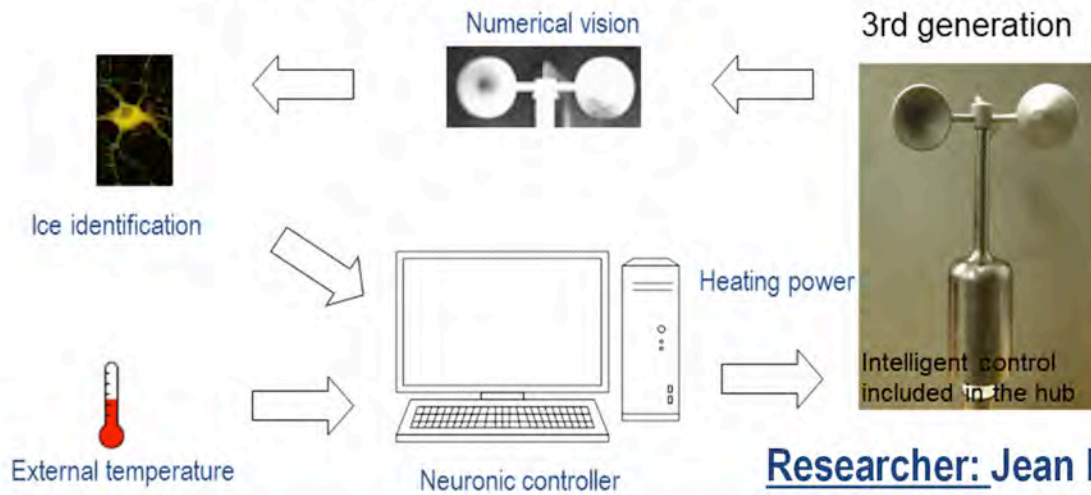 Numerical vision
3rd generation
Ice identification
Heating power
Intelligent control
included in the hub
External temperature
Neuronic controller
Researcher: Jean